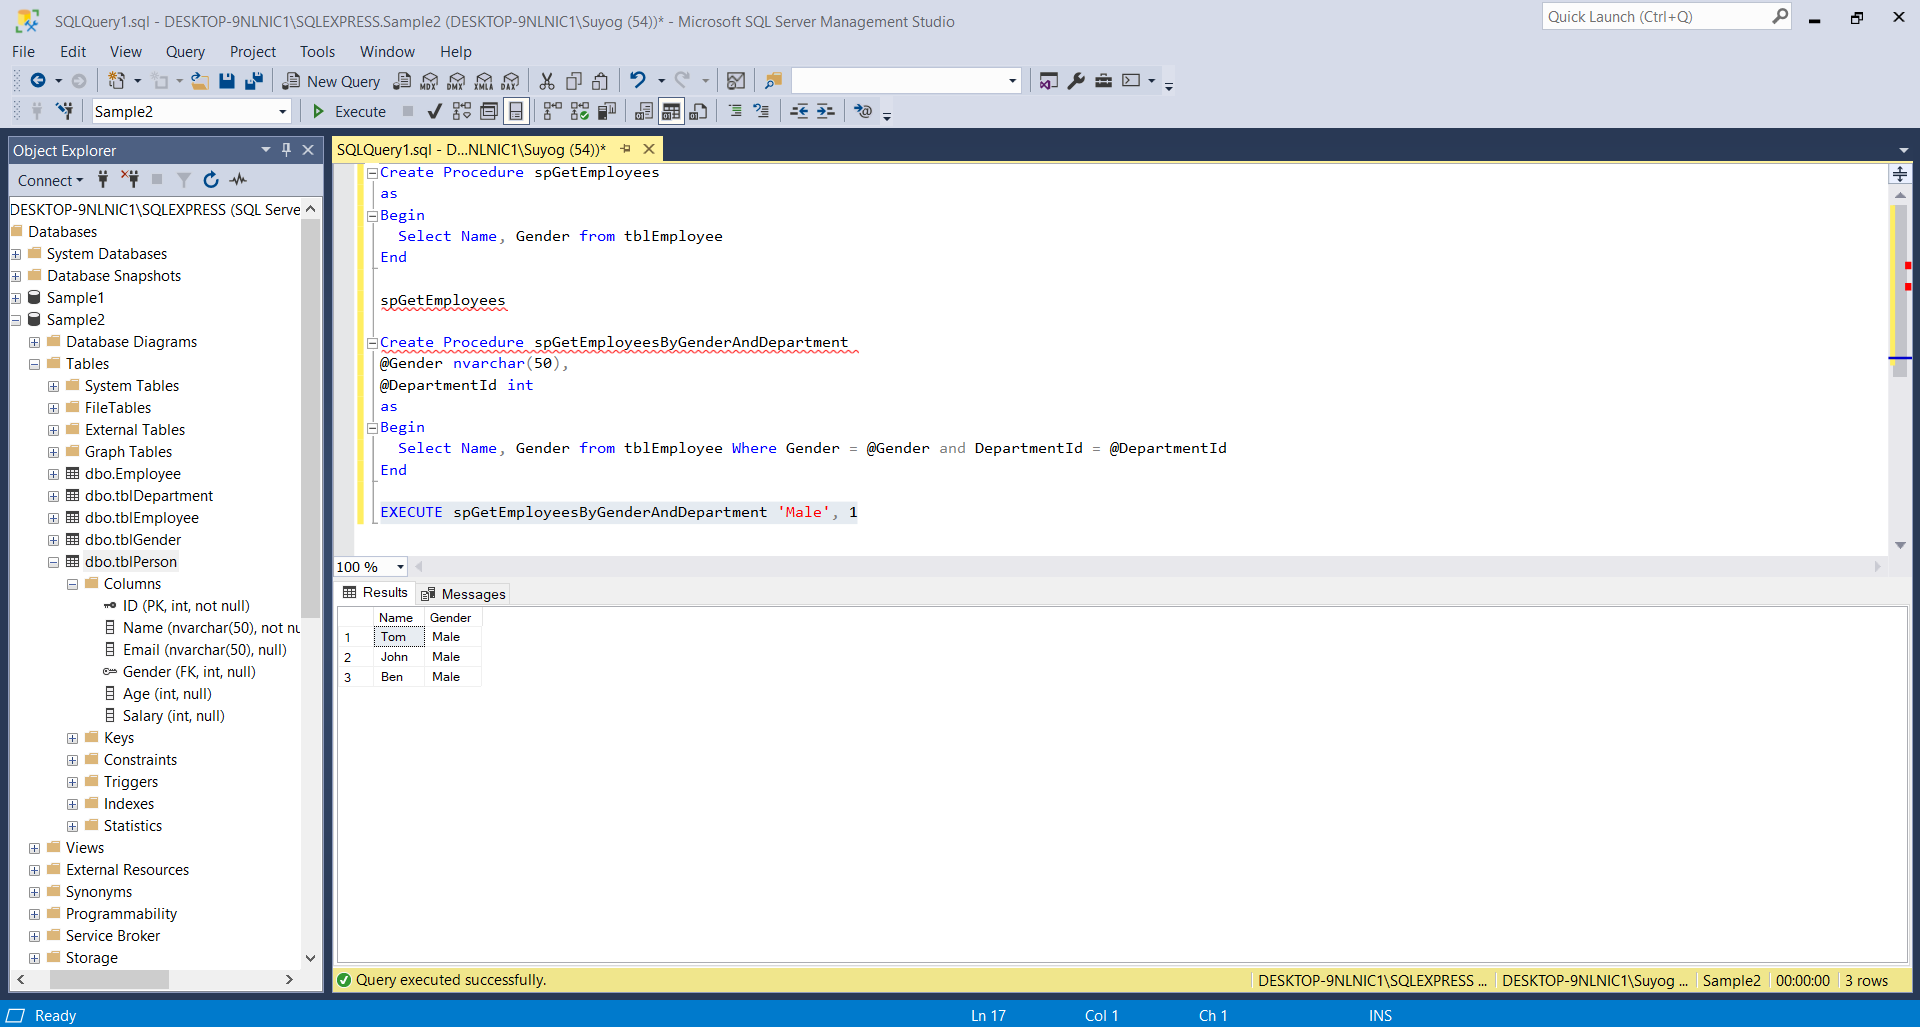 SQLQuery1.sql - DESKTOP-9NLNIC1\SQLEXPRESS.Sample2 (DESKTOP-9NLNIC1\Suyog (54))* - Microsoft SQL Server Management Studio
Quick Launch (Ctrl+Q)
File Edit View Query Project Tools Window Help
New Query MDX DMX XMLA DAX
Sample2 Execute
Object Explorer
Connect
DESKTOP-9NLNIC1\SQLEXPRESS (SQL Serve
Databases
System Databases
Database Snapshots
Sample1
Sample2
Database Diagrams
Tables
System Tables
FileTables
External Tables
Graph Tables
dbo.Employee
dbo.tblDepartment
dbo.tblEmployee
dbo.tblGender
dbo.tblPerson
Columns
ID (PK, int, not null)
Name (nvarchar(50), not nu
Email (nvarchar(50), null)
Gender (FK, int, null)
Age (int, null)
Salary (int, null)
Keys
Constraints
Triggers
Indexes
Statistics
Views
External Resources
Synonyms
Programmability
Service Broker
Storage
SQLQuery1.sql - D...NLNIC1\Suyog (54))*
Create Procedure spGetEmployees
as
Begin
Select Name, Gender from tblEmployee
End
spGetEmployees
Create Procedure spGetEmployeesByGenderAndDepartment
@Gender nvarchar(50),
@DepartmentId int
as
Begin
Select Name, Gender from tblEmployee Where Gender = @Gender and DepartmentId = @DepartmentId
End
EXECUTE spGetEmployeesByGenderAndDepartment 'Male', 1
100 %
Results Messages
Name Gender
1 Tom Male
2 John Male
3 Ben Male
Query executed successfully.
DESKTOP-9NLNIC1\SQLEXPRESS ... DESKTOP-9NLNIC1\Suyog ... Sample2 00:00:00 3 rows
Ready Ln 17 Col 1 Ch 1 INS